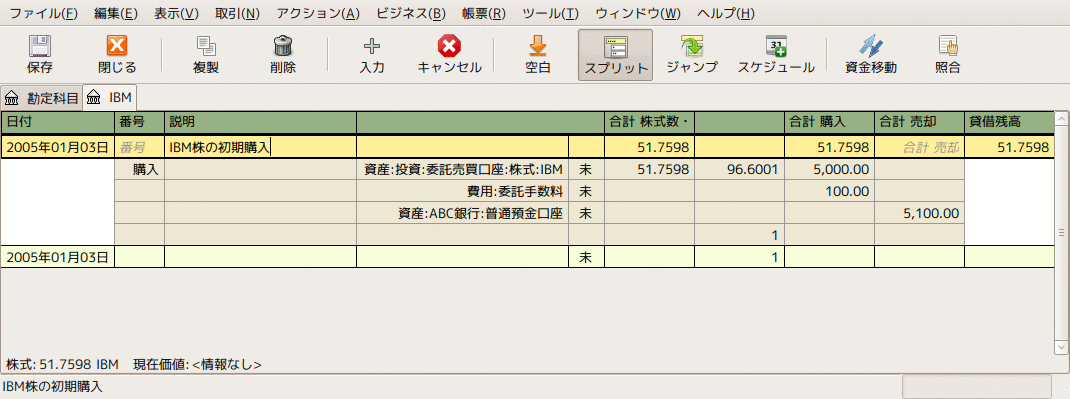 ファイル(F) 編集(E) 表示(V) 取引(N) アクション(A) ビジネス(B) 帳票(R) ツール(T) ウィンドウ(W) ヘルプ(H)
保存 閉じる 複製 削除 入力 キャンセル 空白 スプリット ジャンプ スケジュール 資金移動 照合
勘定科目 IBM
日付 番号 説明 合計 株式数・ 合計 購入 合計 売却 貸借残高
2005年01月03日 番号 IBM株の初期購入 51.7598 51.7598 合計 売却 51.7598
購入 資産:投資:委託売買口座:株式:IBM 未 51.7598 96.6001 5,000.00
費用:委託手数料 未 100.00
資産:ABC銀行:普通預金口座 未 5,100.00
1
2005年01月03日 未 1
株式: 51.7598 IBM 現在価値: <情報なし>
IBM株の初期購入